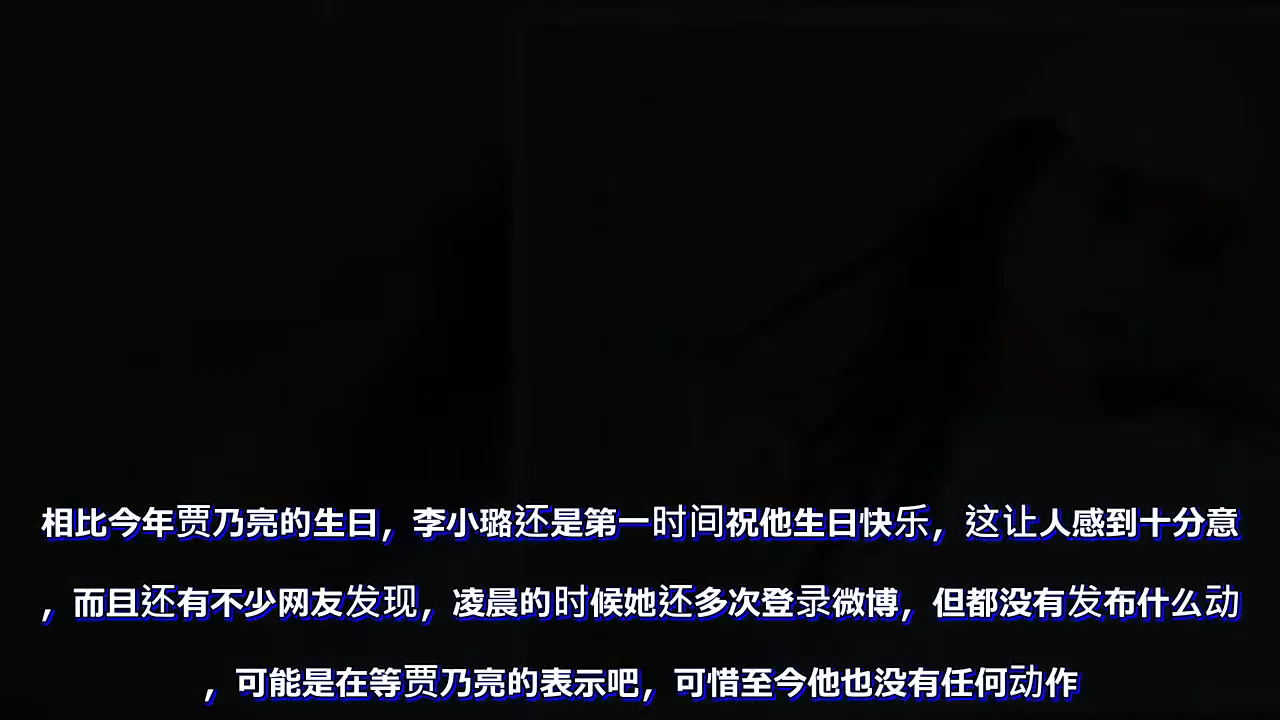 相比今年贾乃亮的生日，李小璐还是第一时间祝他生日快乐，这让人感到十分意
，而且还有不少网友发现，凌晨的时候她还多次登录微博，但都没有发布什么动
，可能是在等贾乃亮的表示吧，可惜至今他也没有任何动作